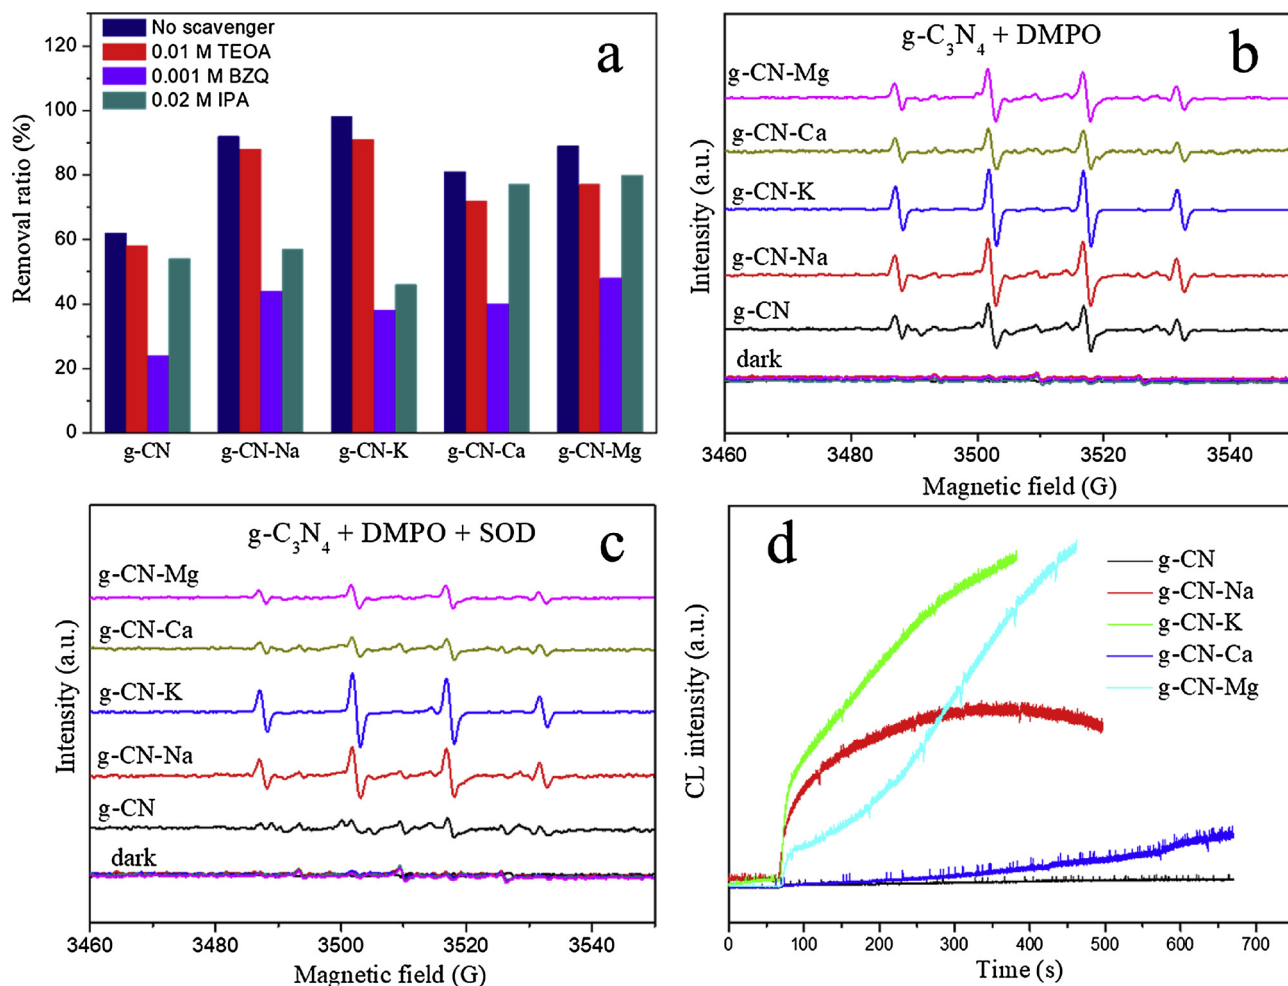 No scavenger
0.01 M TEOA
0.001 M BZQ
0.02 M IPA
a
Removal ratio (%)
120
100
80
60
40
20
0
g-CN g-CN-Na g-CN-K g-CN-Ca g-CN-Mg
g-C₃N₄ + DMPO
b
g-CN-Mg
g-CN-Ca
g-CN-K
g-CN-Na
g-CN
dark
Intensity (a.u.)
3460 3480 3500 3520 3540
Magnetic field (G)
g-C₃N₄ + DMPO + SOD
c
g-CN-Mg
g-CN-Ca
g-CN-K
g-CN-Na
g-CN
dark
Intensity (a.u.)
3460 3480 3500 3520 3540
Magnetic field (G)
d
g-CN
g-CN-Na
g-CN-K
g-CN-Ca
g-CN-Mg
CL intensity (a.u.)
0 100 200 300 400 500 600 700
Time (s)